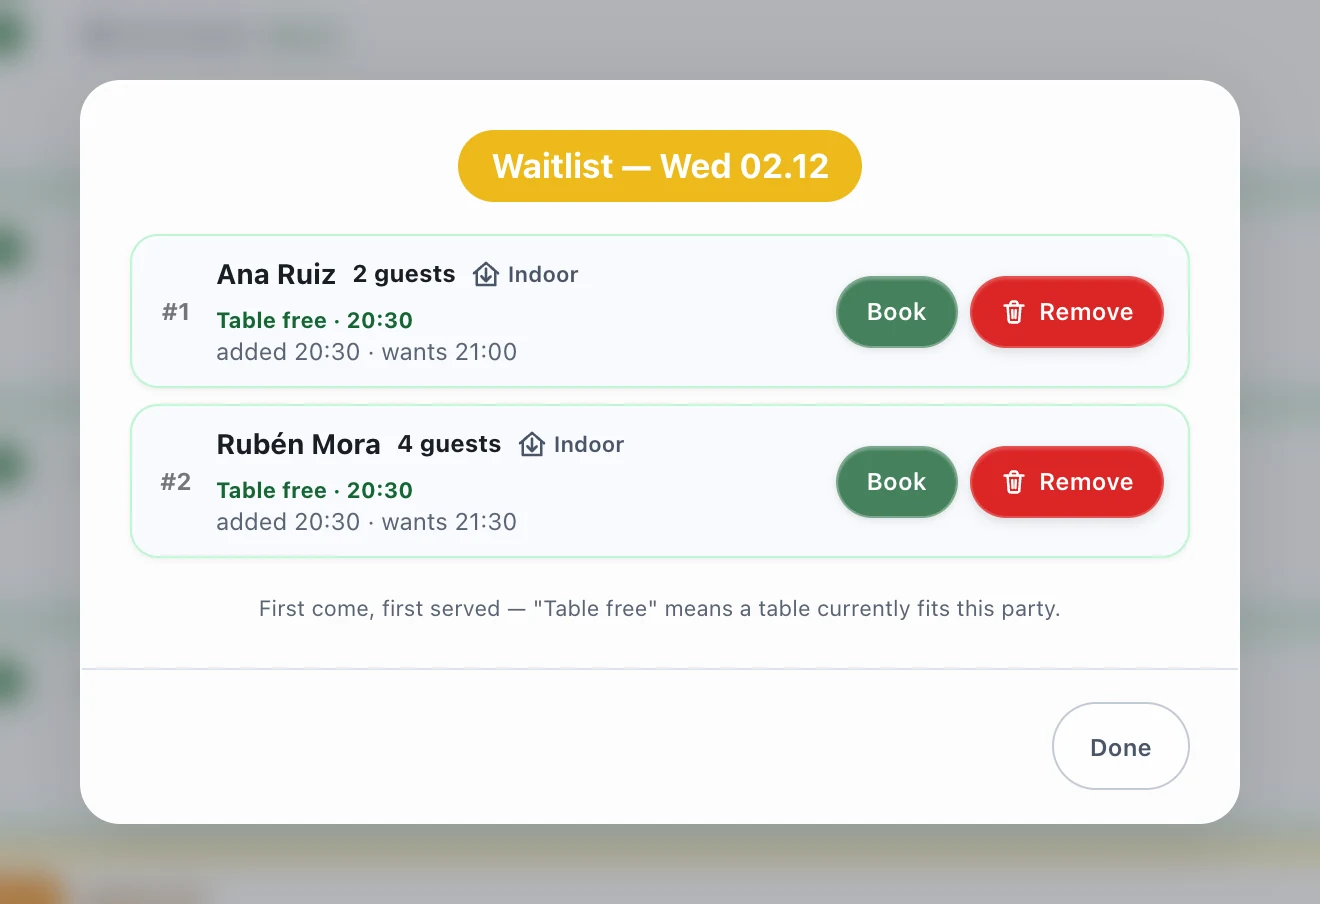 Waitlist — Wed 02.12
#1
Ana Ruiz 2 guests Indoor
Table free · 20:30
added 20:30 · wants 21:00
Book
Remove
#2
Rubén Mora 4 guests Indoor
Table free · 20:30
added 20:30 · wants 21:30
Book
Remove
First come, first served — "Table free" means a table currently fits this party.
Done